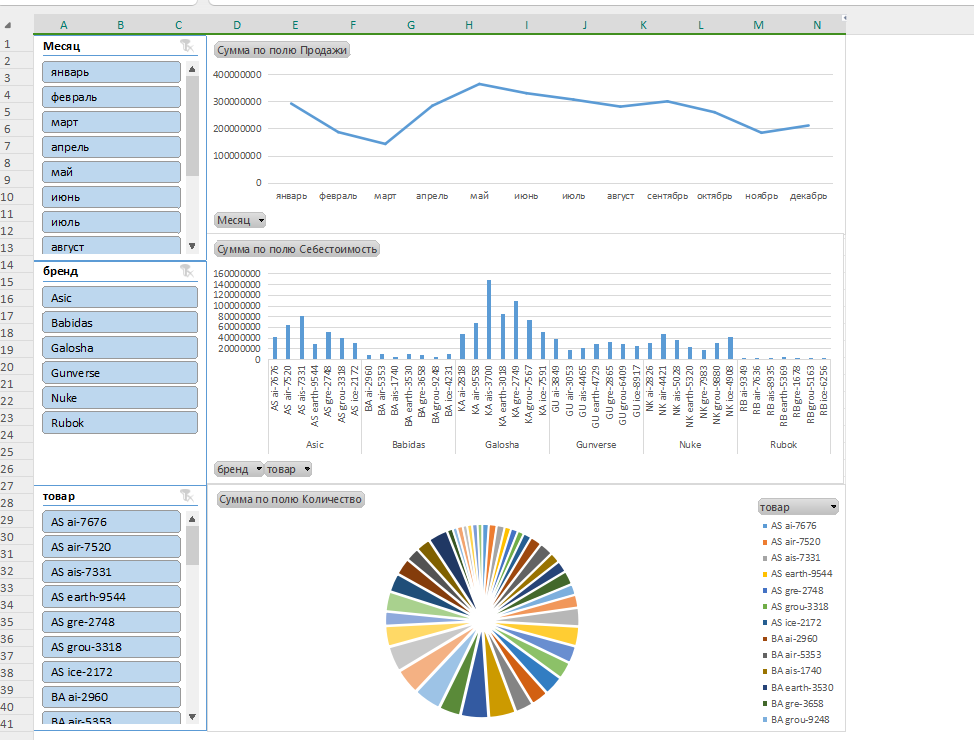 A B C D E F G H I J K L M N
1
2
3
4
5
6
7
8
9
10
11
12
13
14
15
16
17
18
19
20
21
22
23
24
25
26
27
28
29
30
31
32
33
34
35
36
37
38
39
40
41
Месяц
январь
февраль
март
апрель
май
июнь
июль
август
бренд
Asic
Babidas
Galosha
Gunverse
Nuke
Rubok
товар
AS ai-7676
AS air-7520
AS ais-7331
AS earth-9544
AS gre-2748
AS grou-3318
AS ice-2172
BA ai-2960
BA air-5353
Сумма по полю Продажи
400000000
300000000
200000000
100000000
0
январь февраль март апрель май июнь июль август сентябрь октябрь ноябрь декабрь
Месяц
Сумма по полю Себестоимость
160000000
140000000
120000000
100000000
80000000
60000000
40000000
20000000
0
AS ai-7676
AS air-7520
AS ais-7331
AS earth-9544
AS gre-2748
AS grou-3318
AS ice-2172
BA ai-2960
BA air-5353
BA ais-1740
BA earth-3530
BA gre-3658
BA grou-9248
BA ice-4231
KA ai-2818
KA air-9558
KA ais-3700
KA earth-3018
KA gre-2749
KA grou-7567
KA ice-7591
GU ai-3849
GU air-3053
GU ais-4465
GU earth-4729
GU gre-2865
GU grou-6409
GU ice-8917
NK ai-2826
NK air-4421
NK ais-5028
NK earth-5320
NK gre-7983
NK grou-9880
NK ice-4908
RB ai-9349
RB air-7636
RB ais-8935
RB earth-5369
RB gre-1678
RB grou-5163
RB ice-6256
Asic Babidas Galosha Gunverse Nuke Rubok
бренд товар
Сумма по полю Количество
товар
AS ai-7676
AS air-7520
AS ais-7331
AS earth-9544
AS gre-2748
AS grou-3318
AS ice-2172
BA ai-2960
BA air-5353
BA ais-1740
BA earth-3530
BA gre-3658
BA grou-9248